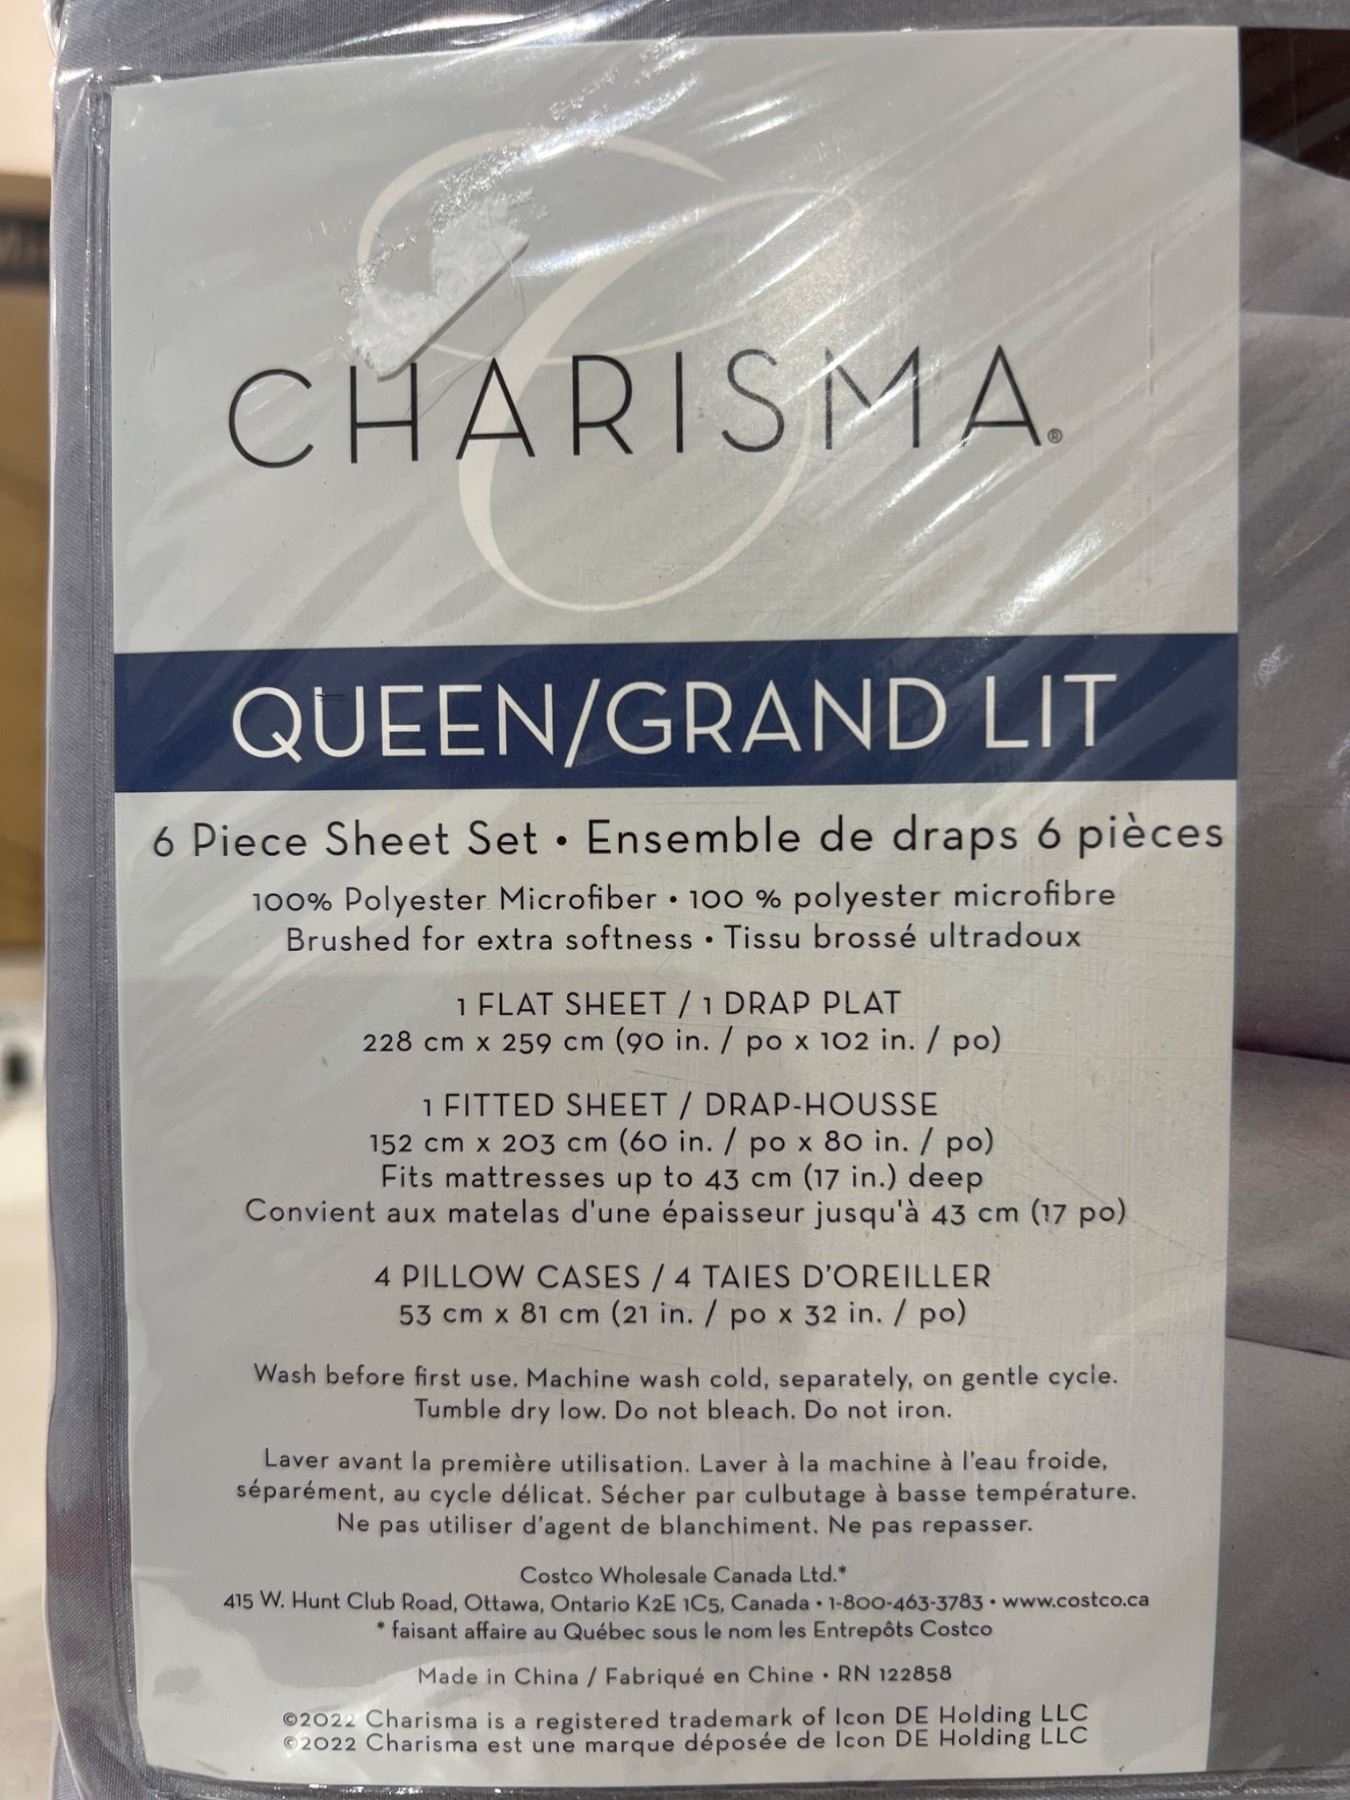 CHARISMA®
QUEEN/GRAND LIT
6 Piece Sheet Set • Ensemble de draps 6 pièces
100% Polyester Microfiber • 100 % polyester microfibre
Brushed for extra softness • Tissu brossé ultradoux
1 FLAT SHEET / 1 DRAP PLAT
228 cm x 259 cm (90 in. / po x 102 in. / po)
1 FITTED SHEET / DRAP-HOUSSE
152 cm x 203 cm (60 in. / po x 80 in. / po)
Fits mattresses up to 43 cm (17 in.) deep
Convient aux matelas d'une épaisseur jusqu'à 43 cm (17 po)
4 PILLOW CASES / 4 TAIES D'OREILLER
53 cm x 81 cm (21 in. / po x 32 in. / po)
Wash before first use. Machine wash cold, separately, on gentle cycle.
Tumble dry low. Do not bleach. Do not iron.
Laver avant la première utilisation. Laver à la machine à l'eau froide,
séparément, au cycle délicat. Sécher par culbutage à basse température.
Ne pas utiliser d'agent de blanchiment. Ne pas repasser.
Costco Wholesale Canada Ltd.*
415 W. Hunt Club Road, Ottawa, Ontario K2E 1C5, Canada • 1-800-463-3783 • www.costco.ca
* faisant affaire au Québec sous le nom les Entrepôts Costco
Made in China / Fabriqué en Chine • RN 122858
©2022 Charisma is a registered trademark of Icon DE Holding LLC
©2022 Charisma est une marque déposée de Icon DE Holding LLC